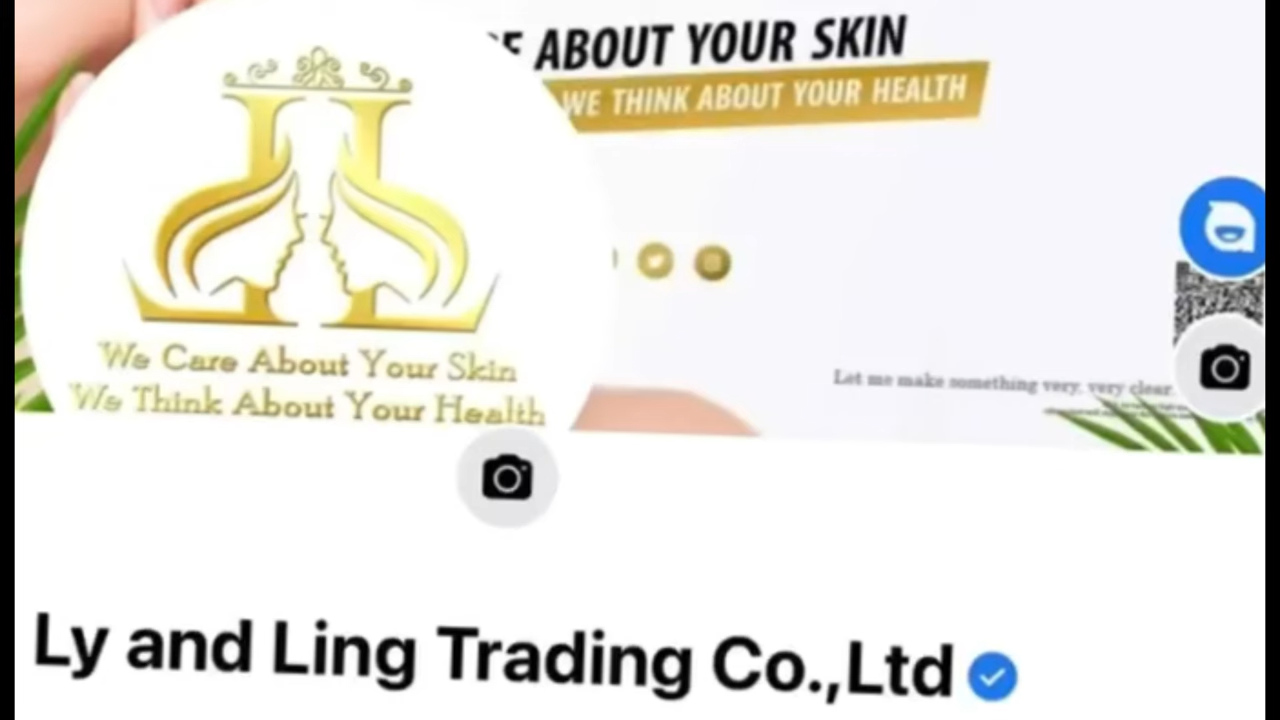 ABOUT YOUR SKIN
WE THINK ABOUT YOUR HEALTH
We Care About Your Skin
We Think About Your Health
Let me make something very, very clear.
Ly and Ling Trading Co.,Ltd